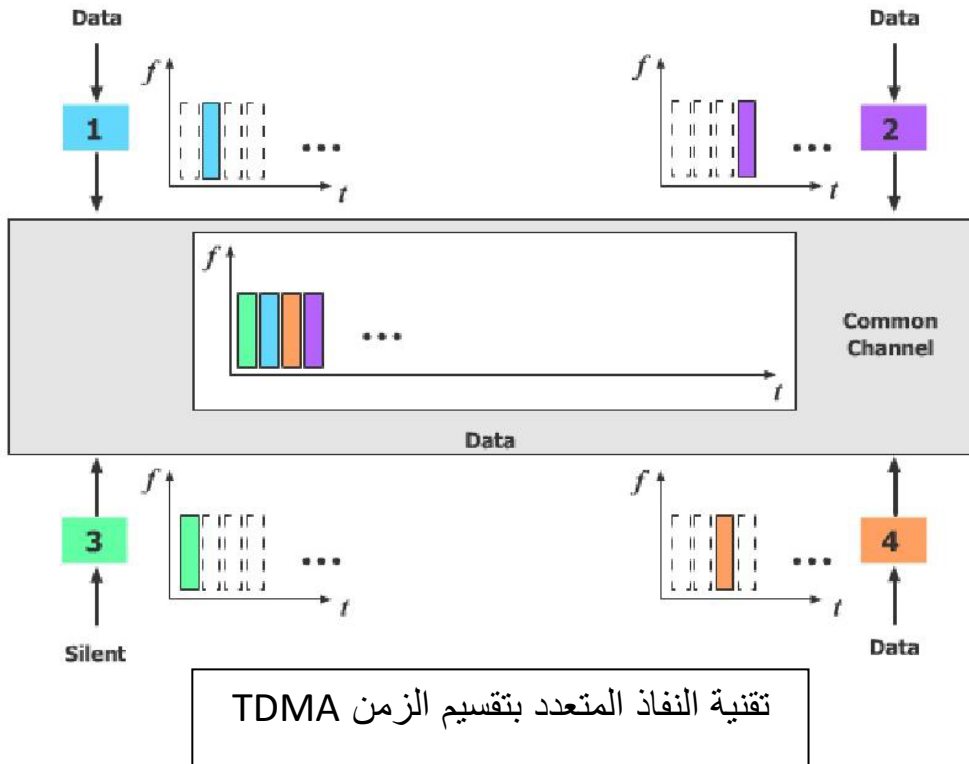 Data
Data
f
f
1
2
...
...
t
t
f
...
Common
Channel
t
Data
f
f
3
4
...
...
t
t
Silent
Data
تقنية النفاذ المتعدد بتقسيم الزمن TDMA